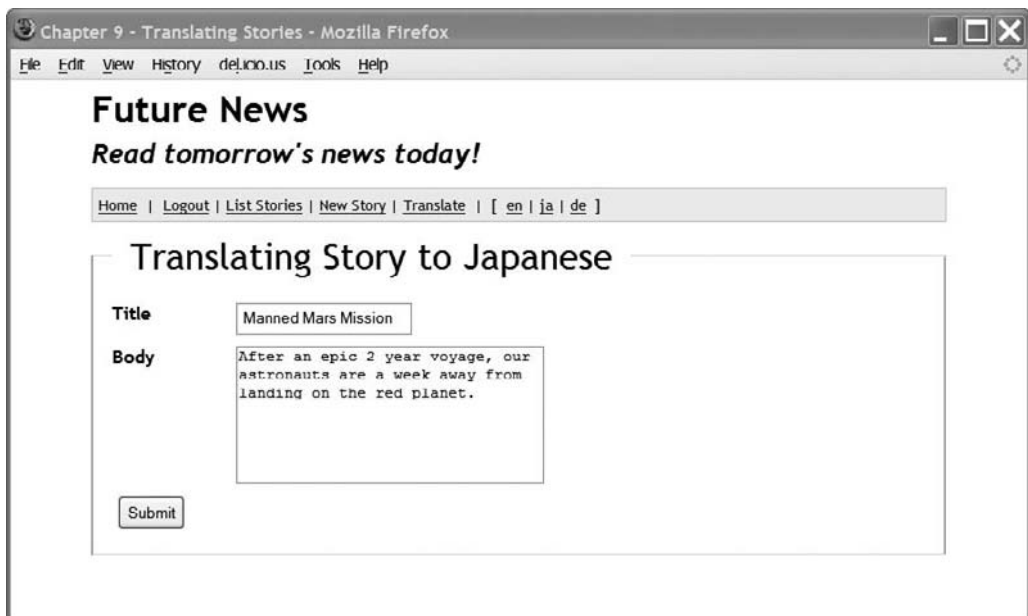 Chapter 9 - Translating Stories - Mozilla Firefox
File Edit View History del.icio.us Tools Help
Future News
Read tomorrow's news today!
Home | Logout | List Stories | New Story | Translate | [ en | ja | de ]
Translating Story to Japanese
Title
Manned Mars Mission
Body
After an epic 2 year voyage, our
astronauts are a week away from
landing on the red planet.
Submit